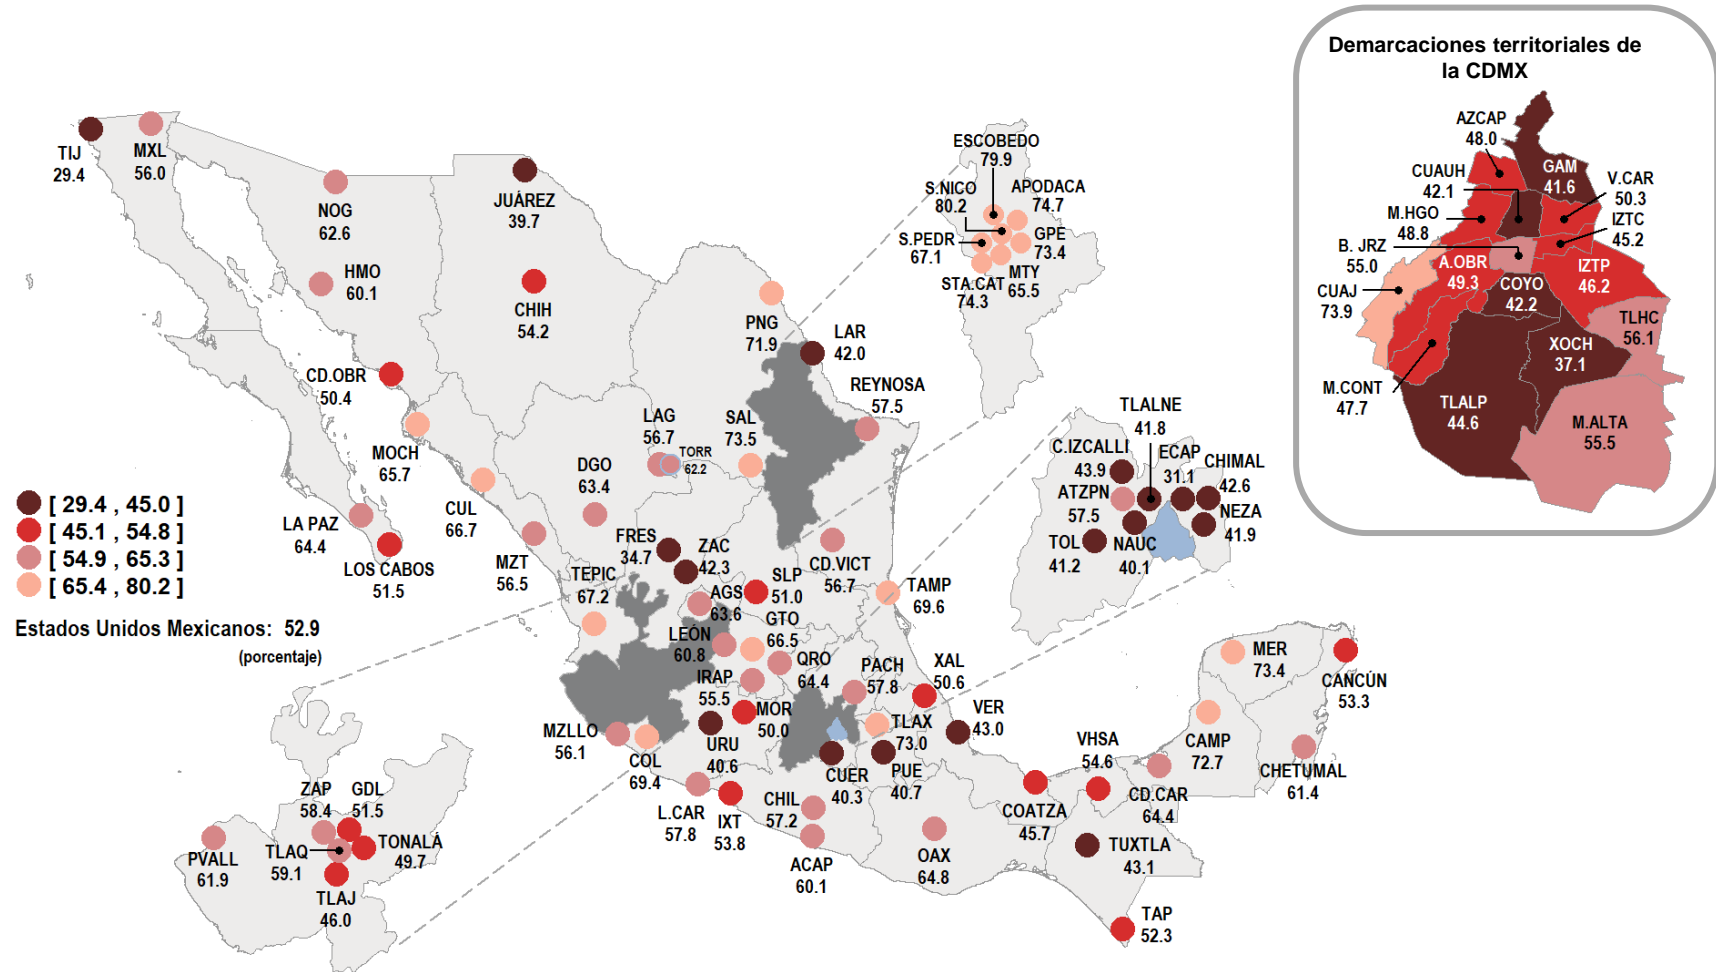 Demarcaciones territoriales de
la CDMX
AZCAP
48.0
GAM
41.6
CUAUH
42.1
V.CAR
50.3
M.HGO
48.8
IZTC
45.2
B. JRZ
55.0
A.OBR
49.3
IZTP
46.2
CUAJ
73.9
COYO
42.2
TLHC
56.1
XOCH
37.1
M.CONT
47.7
TLALP
44.6
M.ALTA
55.5
TIJ
29.4
MXL
56.0
NOG
62.6
JUÁREZ
39.7
HMO
60.1
CHIH
54.2
ESCOBEDO
79.9
S.NICO
80.2
APODACA
74.7
S.PEDR
67.1
GPE
73.4
STA.CAT
74.3
MTY
65.5
PNG
71.9
LAR
42.0
REYNOSA
57.5
CD.OBR
50.4
MOCH
65.7
LAG
56.7
TORR
62.2
SAL
73.5
DGO
63.4
CUL
66.7
LA PAZ
64.4
LOS CABOS
51.5
MZT
56.5
FRES
34.7
ZAC
42.3
TEPIC
67.2
AGS
63.6
SLP
51.0
CD.VICT
56.7
TAMP
69.6
TLALNE
41.8
C.IZCALLI
43.9
ECAP
31.1
CHIMAL
42.6
ATZPN
57.5
NEZA
41.9
TOL
41.2
NAUC
40.1
[ 29.4 , 45.0 ]
[ 45.1 , 54.8 ]
[ 54.9 , 65.3 ]
[ 65.4 , 80.2 ]
Estados Unidos Mexicanos: 52.9
(porcentaje)
LEÓN
60.8
GTO
66.5
QRO
64.4
IRAP
55.5
PACH
57.8
XAL
50.6
MOR
50.0
MZLLO
56.1
COL
69.4
URU
40.6
TLAX
73.0
VER
43.0
CUER
40.3
PUE
40.7
L.CAR
57.8
IXT
53.8
CHIL
57.2
ACAP
60.1
OAX
64.8
COATZA
45.7
VHSA
54.6
CD.CAR
64.4
TUXTLA
43.1
TAP
52.3
MER
73.4
CANCÚN
53.3
CAMP
72.7
CHETUMAL
61.4
ZAP
58.4
GDL
51.5
PVALL
61.9
TLAQ
59.1
TONALÁ
49.7
TLAJ
46.0